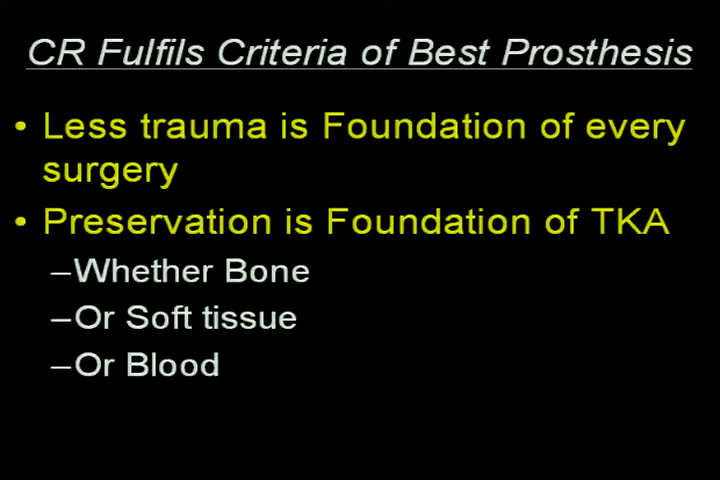 CR Fulfils Criteria of Best Prosthesis
• Less trauma is Foundation of every
surgery
• Preservation is Foundation of TKA
–Whether Bone
–Or Soft tissue
–Or Blood